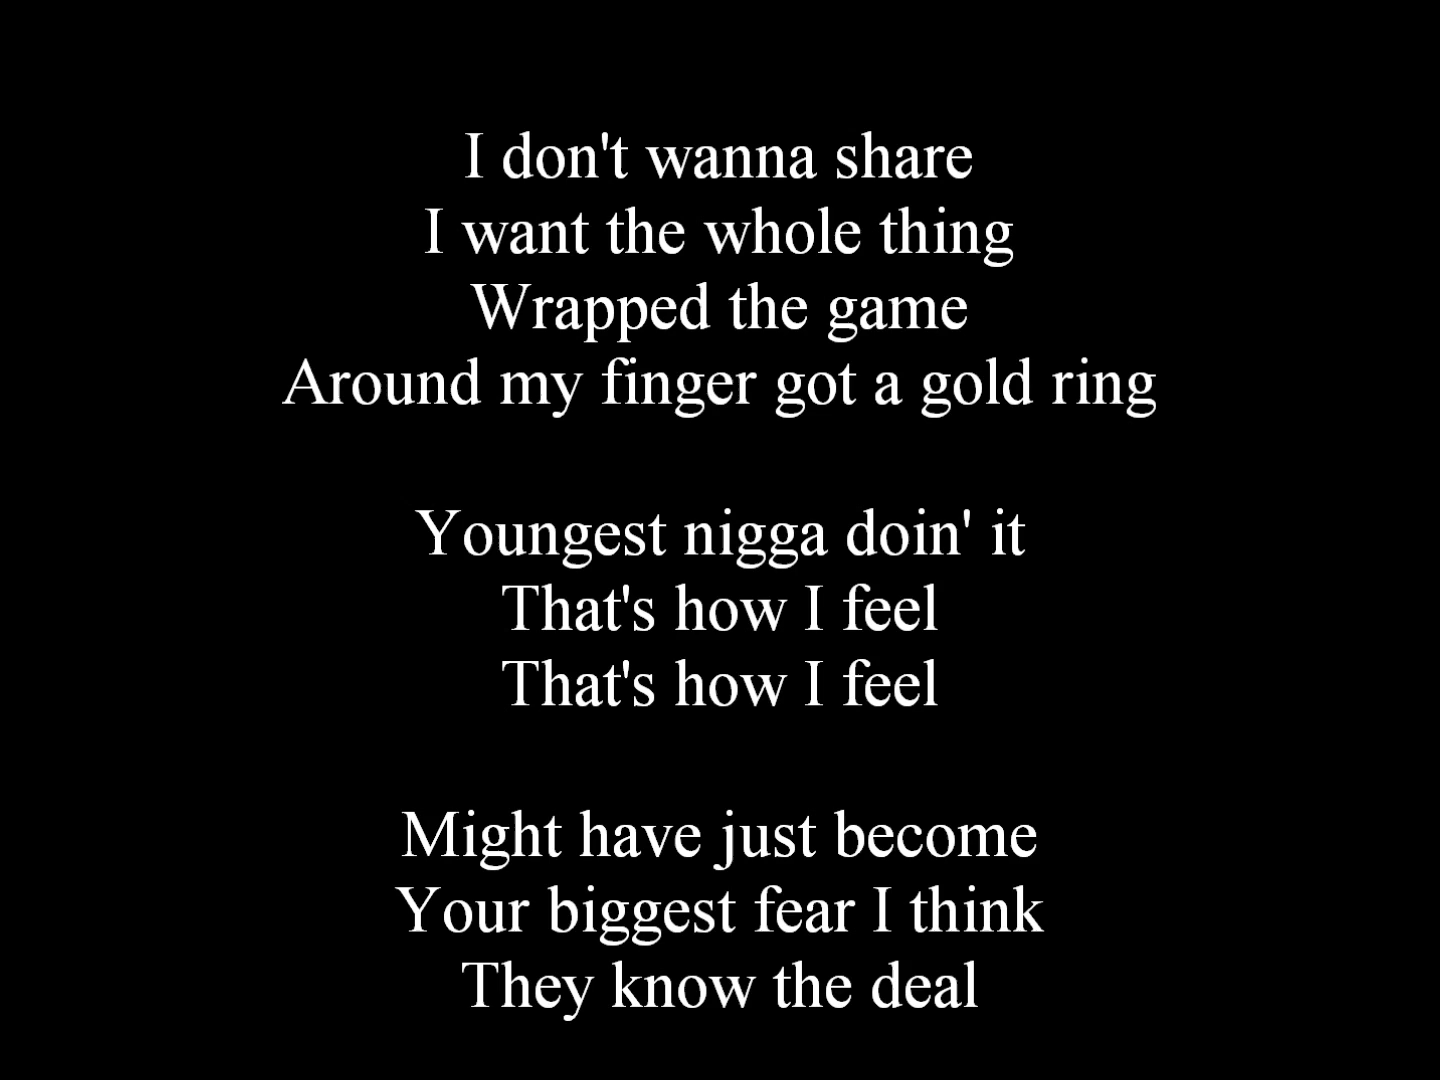 I don't wanna share
I want the whole thing
Wrapped the game
Around my finger got a gold ring
Youngest nigga doin' it
That's how I feel
That's how I feel
Might have just become
Your biggest fear I think
They know the deal